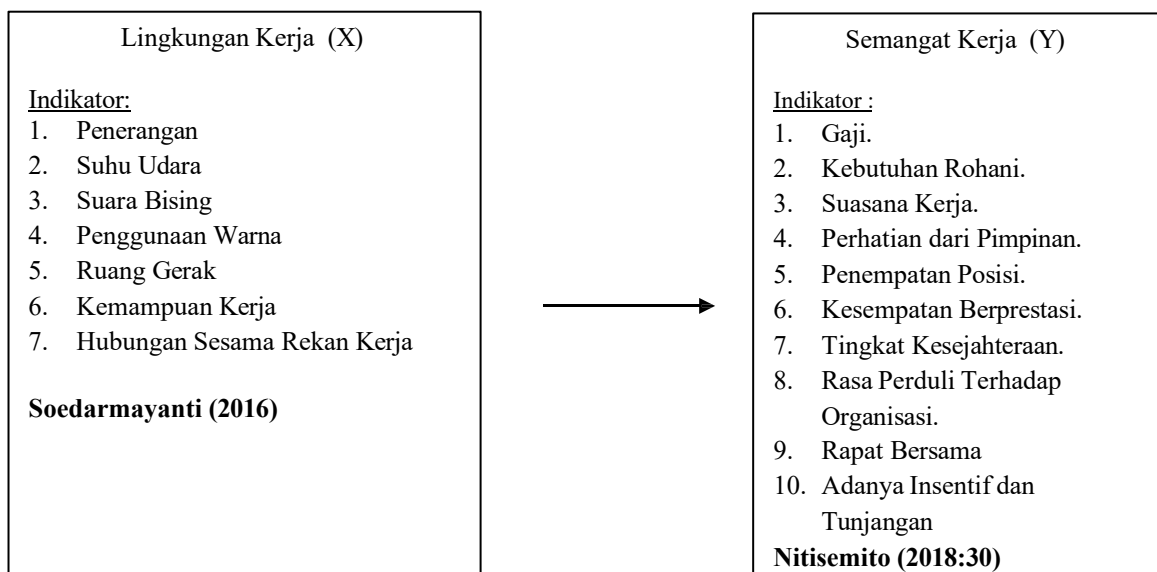 Lingkungan Kerja (X)
Indikator:
1. Penerangan
2. Suhu Udara
3. Suara Bising
4. Penggunaan Warna
5. Ruang Gerak
6. Kemampuan Kerja
7. Hubungan Sesama Rekan Kerja
Soedarmayanti (2016)
Semangat Kerja (Y)
Indikator :
1. Gaji.
2. Kebutuhan Rohani.
3. Suasana Kerja.
4. Perhatian dari Pimpinan.
5. Penempatan Posisi.
6. Kesempatan Berprestasi.
7. Tingkat Kesejahteraan.
8. Rasa Perduli Terhadap
Organisasi.
9. Rapat Bersama
10. Adanya Insentif dan
Tunjangan
Nitisemito (2018:30)